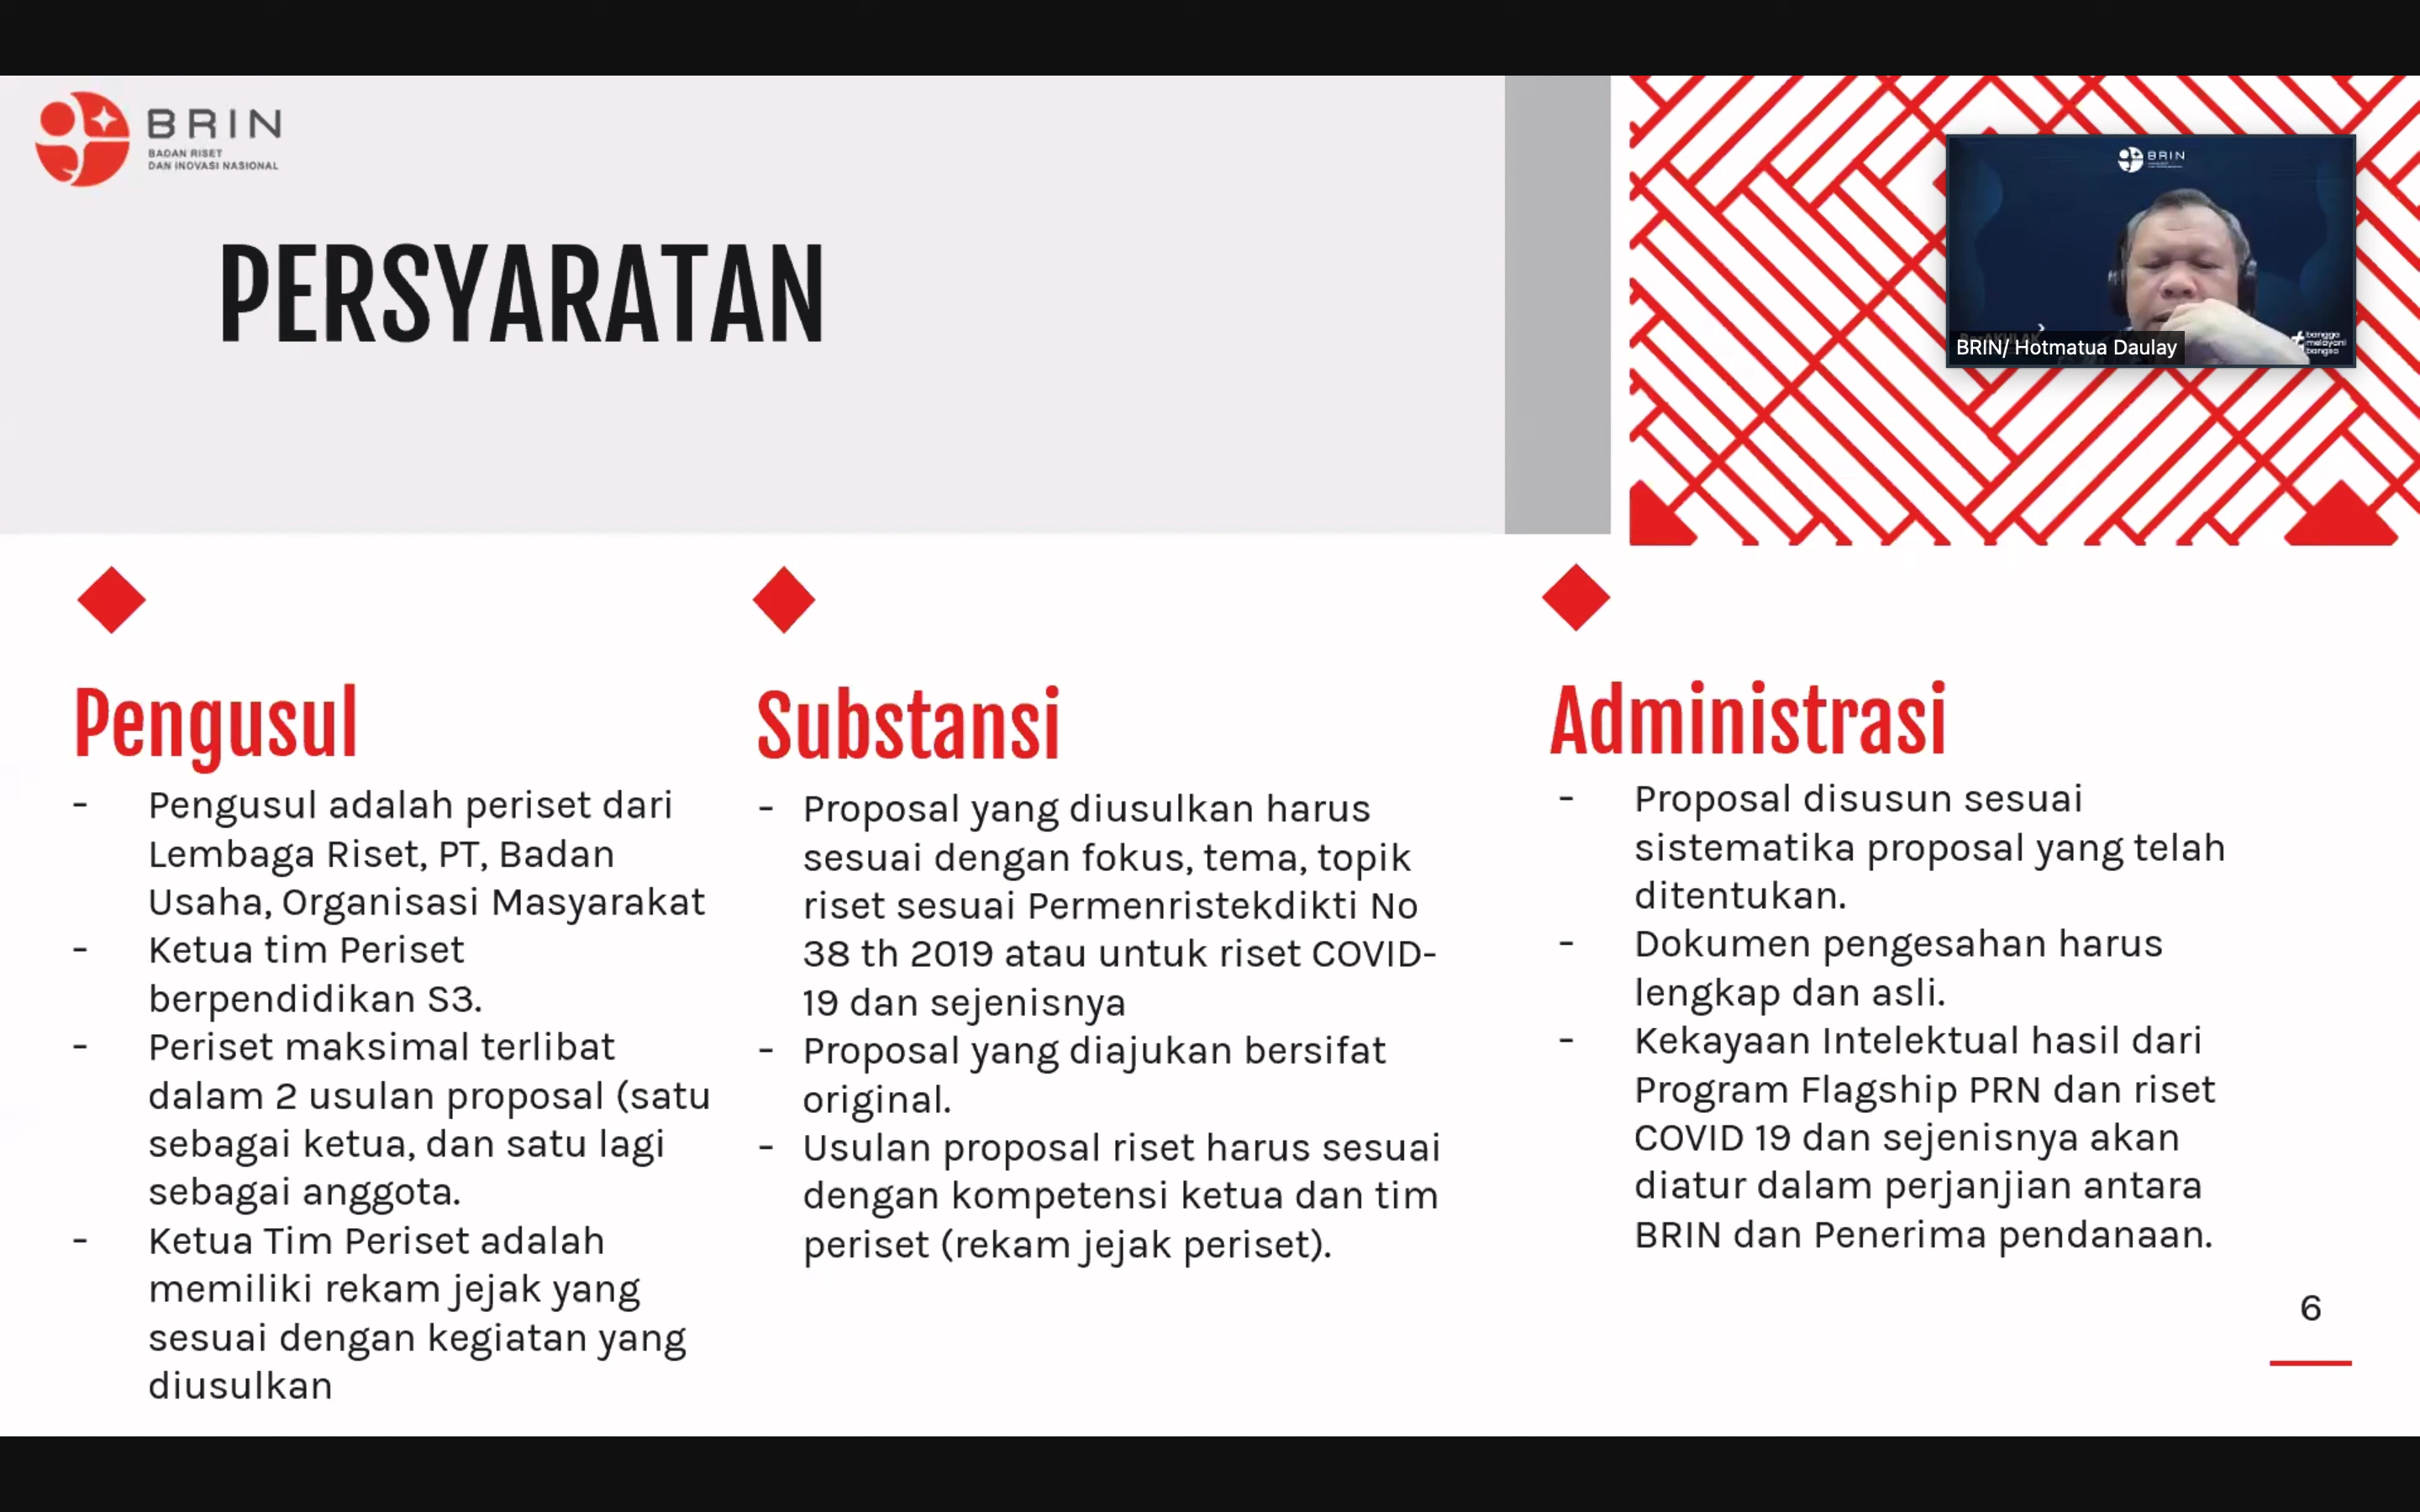 BRIN
BADAN RISET
DAN INOVASI NASIONAL
PERSYARATAN
BRIN
BRIN/ Hotmatua Daulay
bangga
melayani
bangsa
Pengusul
- Pengusul adalah periset dari
Lembaga Riset, PT, Badan
Usaha, Organisasi Masyarakat
- Ketua tim Periset
berpendidikan S3.
- Periset maksimal terlibat
dalam 2 usulan proposal (satu
sebagai ketua, dan satu lagi
sebagai anggota.
- Ketua Tim Periset adalah
memiliki rekam jejak yang
sesuai dengan kegiatan yang
diusulkan
Substansi
- Proposal yang diusulkan harus
sesuai dengan fokus, tema, topik
riset sesuai Permenristekdikti No
38 th 2019 atau untuk riset COVID-
19 dan sejenisnya
- Proposal yang diajukan bersifat
original.
- Usulan proposal riset harus sesuai
dengan kompetensi ketua dan tim
periset (rekam jejak periset).
Administrasi
- Proposal disusun sesuai
sistematika proposal yang telah
ditentukan.
- Dokumen pengesahan harus
lengkap dan asli.
- Kekayaan Intelektual hasil dari
Program Flagship PRN dan riset
COVID 19 dan sejenisnya akan
diatur dalam perjanjian antara
BRIN dan Penerima pendanaan.
6